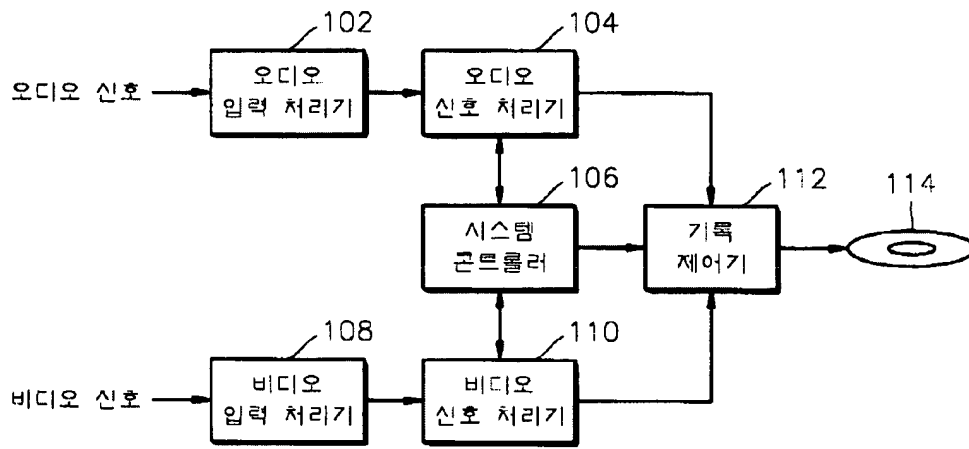 102
104
오디오 신호
오디오
입력 처리기
오디오
신호 처리기
106
112
114
시스템
콘트롤러
기록
제어기
108
110
비디오 신호
비디오
입력 처리기
비디오
신호 처리기